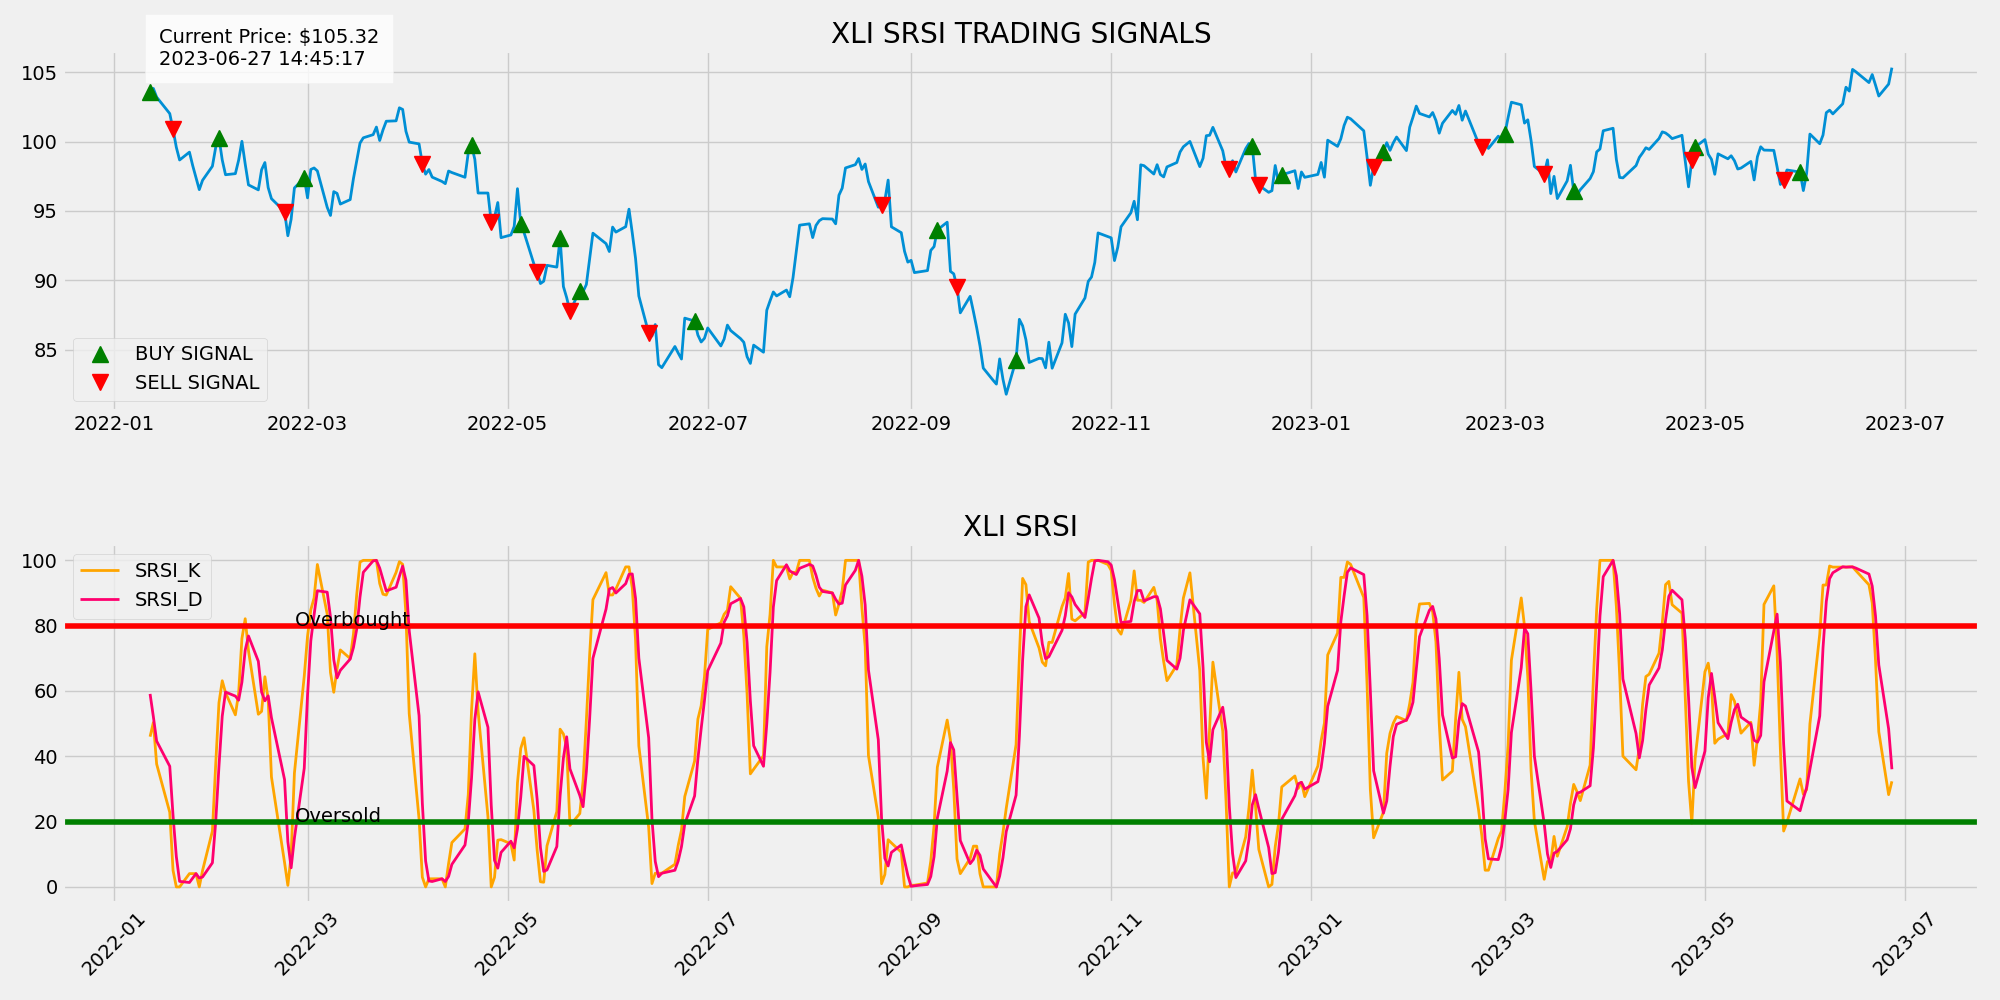 XLI SRSI TRADING SIGNALS
Current Price: $105.32
2023-06-27 14:45:17
105
100
95
90
85
BUY SIGNAL
SELL SIGNAL
2022-01 2022-03 2022-05 2022-07 2022-09 2022-11 2023-01 2023-03 2023-05 2023-07
XLI SRSI
100
80
60
40
20
0
SRSI_K
SRSI_D
Overbought
Oversold
2022-01 2022-03 2022-05 2022-07 2022-09 2022-11 2023-01 2023-03 2023-05 2023-07